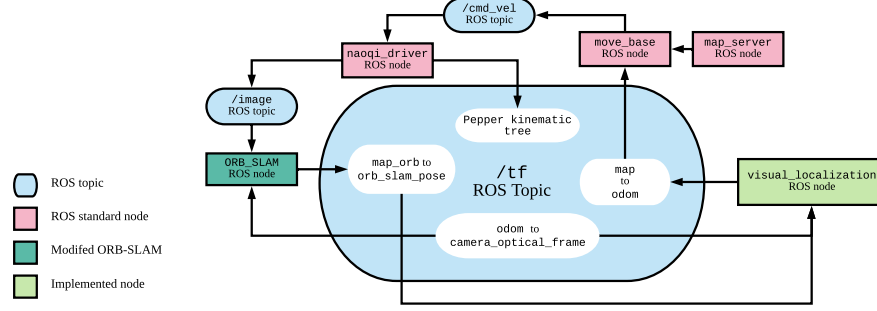 /cmd_vel
ROS topic
naoqi_driver
ROS node
move_base
ROS node
map_server
ROS node
/image
ROS topic
Pepper kinematic
tree
ORB_SLAM
ROS node
map_orb to
orb_slam_pose
/tf
ROS Topic
map
to
odom
visual_localization
ROS node
odom to
camera_optical_frame
ROS topic
ROS standard node
Modifed ORB-SLAM
Implemented node